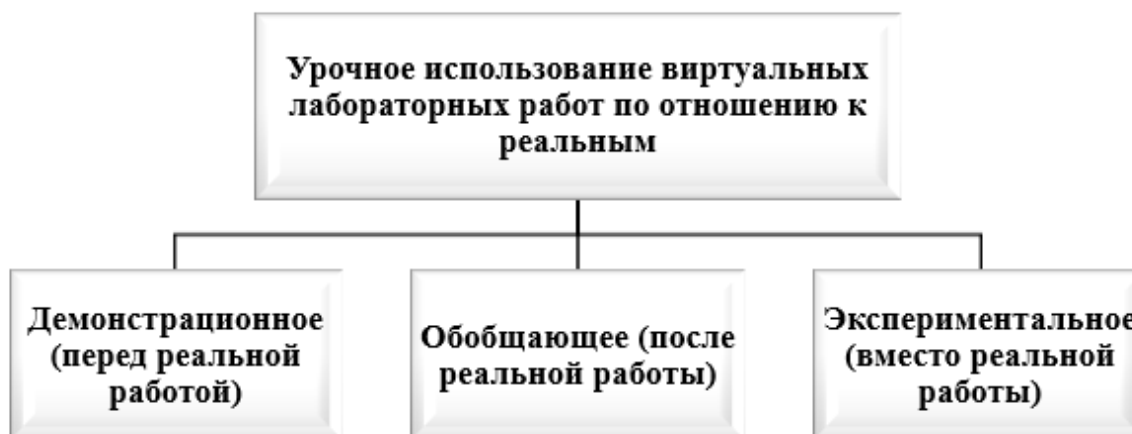 Урочное использование виртуальных
лабораторных работ по отношению к
реальным
Демонстрационное
(перед реальной
работой)
Обобщающее (после
реальной работы)
Экспериментальное
(вместо реальной
работы)